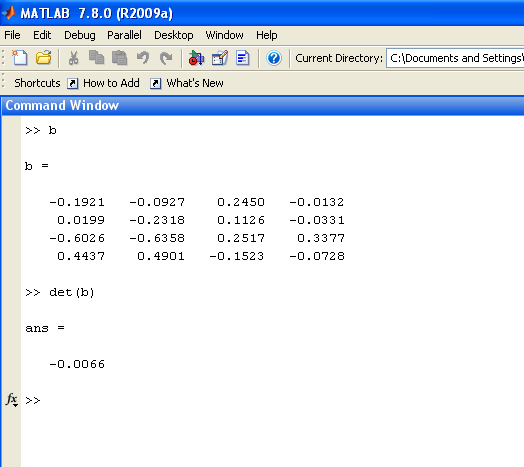 MATLAB 7.8.0 (R2009a)
File Edit Debug Parallel Desktop Window Help
Current Directory: C:\Documents and Settings\
Shortcuts How to Add What's New
Command Window
>> b
b =
-0.1921 -0.0927 0.2450 -0.0132
0.0199 -0.2318 0.1126 -0.0331
-0.6026 -0.6358 0.2517 0.3377
0.4437 0.4901 -0.1523 -0.0728
>> det(b)
ans =
-0.0066
fx >>